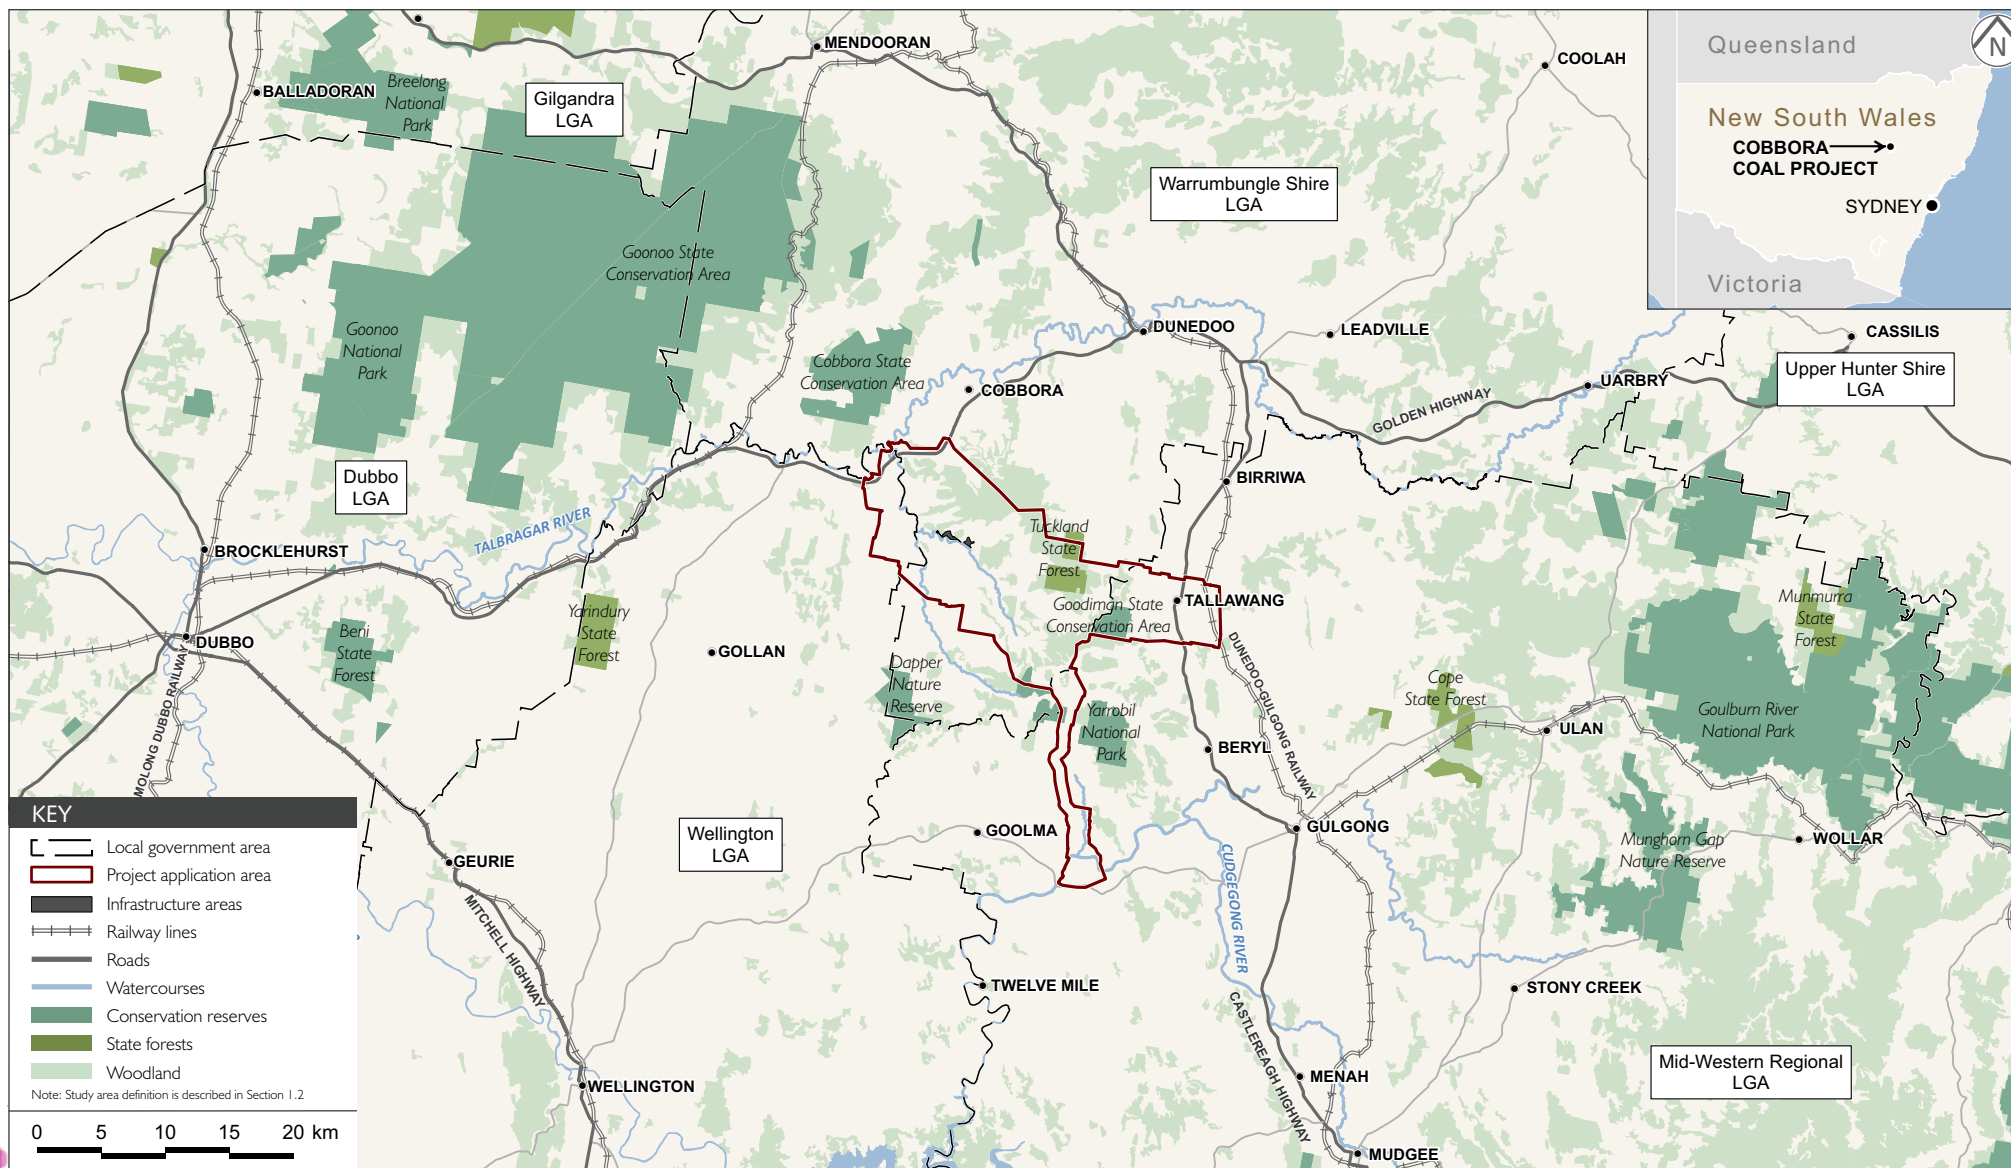 MENDOORAN
COOLAH
BALLADORAN
Breelong
National
Park
Gilgandra
LGA
Warrumbungle Shire
LGA
Queensland
N
New South Wales
COBBORA
COAL PROJECT
SYDNEY
Victoria
Goonoo State
Conservation Area
Goonoo
National
Park
Cobbora State
Conservation Area
COBBORA
DUNEDOO
LEADVILLE
CASSILIS
Upper Hunter Shire
LGA
UARBRY
GOLDEN HIGHWAY
Dubbo
LGA
TALBRAGAR RIVER
BROCKLEHURST
BIRRIWA
Tuckland
State
Forest
Goodiman State
Conservation Area
TALLAWANG
DUBBO
Beni
State
Forest
Yarindury
State
Forest
GOLLAN
Dapper
Nature
Reserve
Yarrobil
National
Park
DUNEDOO-GULGONG RAILWAY
Cope
State Forest
Munmurra
State
Forest
Goulburn River
National Park
ULAN
BERYL
MOLONG DUBBO RAILWAY
GULGONG
GOOLMA
Wellington
LGA
WOLLAR
Munghorn Gap
Nature Reserve
GEURIE
MITCHELL HIGHWAY
CUDGEGONG RIVER
TWELVE MILE
STONY CREEK
CASTLEREAGH HIGHWAY
WELLINGTON
MENAH
Mid-Western Regional
LGA
MUDGEE
KEY
Local government area
Project application area
Infrastructure areas
Railway lines
Roads
Watercourses
Conservation reserves
State forests
Woodland
Note: Study area definition is described in Section 1.2
0 5 10 15 20 km